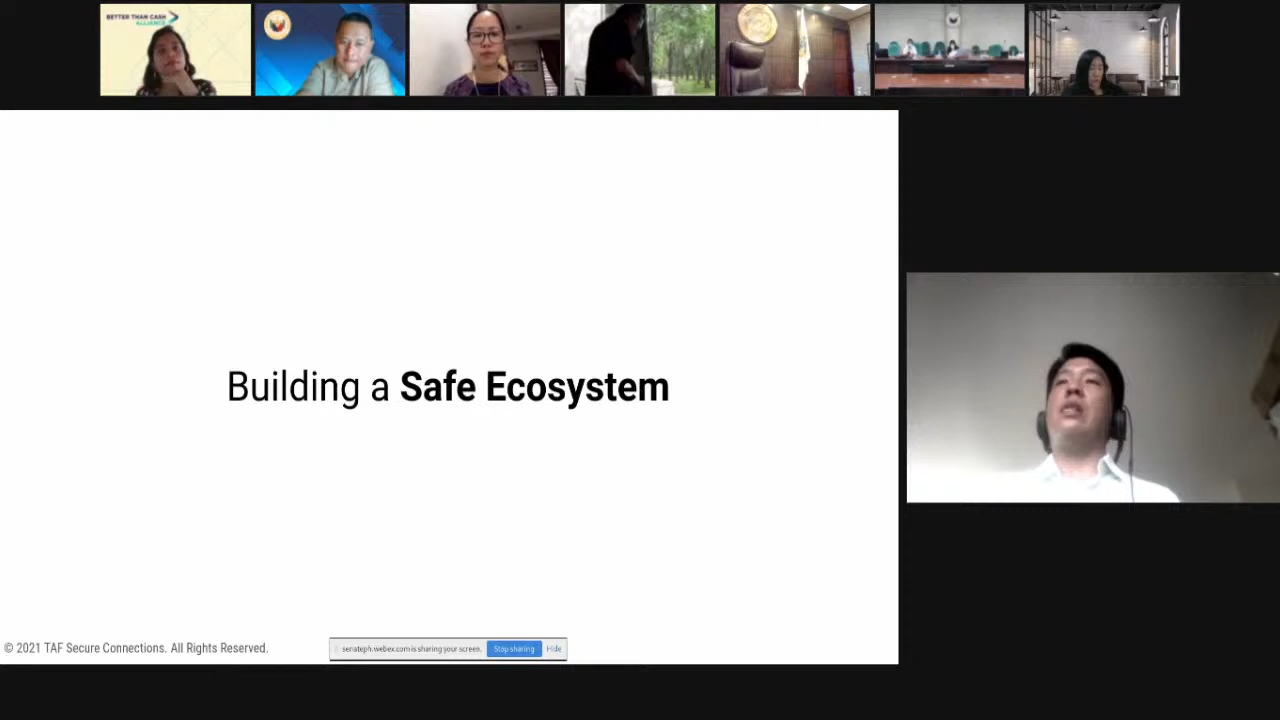 BETTER THAN CASH
ALLIANCE
Building a Safe Ecosystem
© 2021 TAF Secure Connections. All Rights Reserved.
senateph.webex.com is sharing your screen.
Stop sharing
Hide